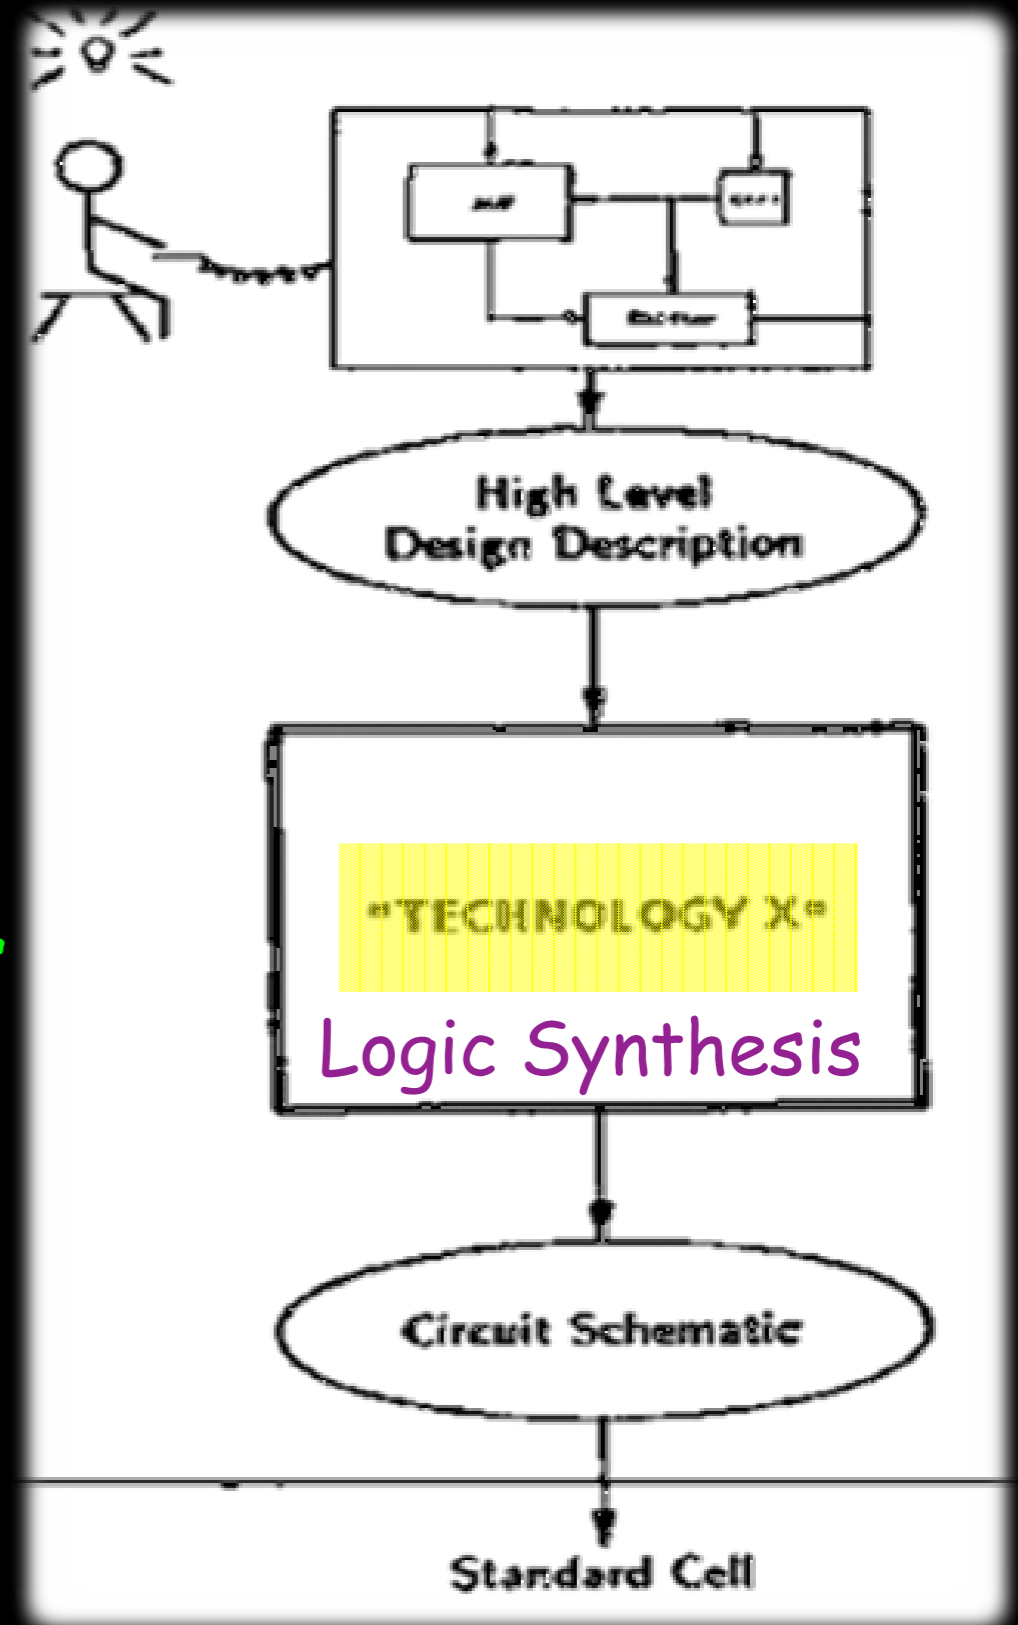 High Level
Design Description
"TECHNOLOGY X"
Logic Synthesis
Circuit Schematic
Standard Cell